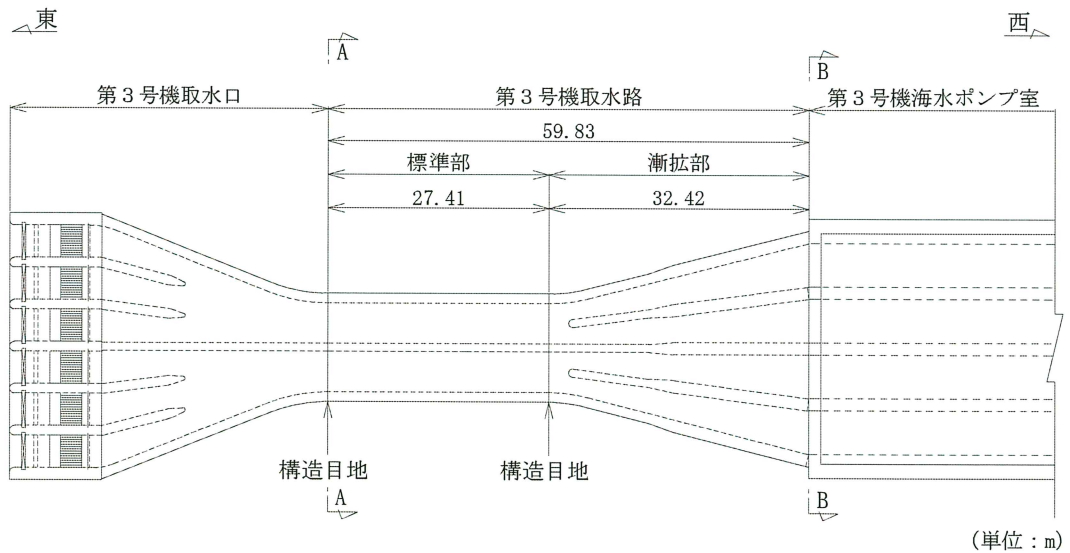 東
西
A
B
第3号機取水口
第3号機取水路
第3号機海水ポンプ室
59.83
標準部
漸拡部
27.41
32.42
構造目地
構造目地
A
B
(単位：m)